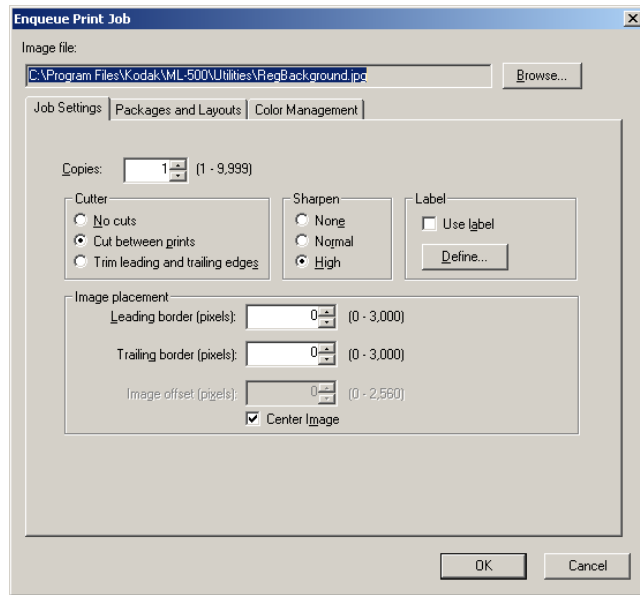 Enqueue Print Job
Image file:
C:\Program Files\Kodak\ML-500\Utilities\RegBackground.jpg
Browse...
Job Settings
Packages and Layouts
Color Management
Copies: 1 (1 - 9,999)
Cutter
No cuts
Cut between prints
Trim leading and trailing edges
Sharpen
None
Normal
High
Label
Use label
Define...
Image placement
Leading border (pixels): 0 (0 - 3,000)
Trailing border (pixels): 0 (0 - 3,000)
Image offset (pixels): 0 (0 - 2,560)
Center Image
OK
Cancel